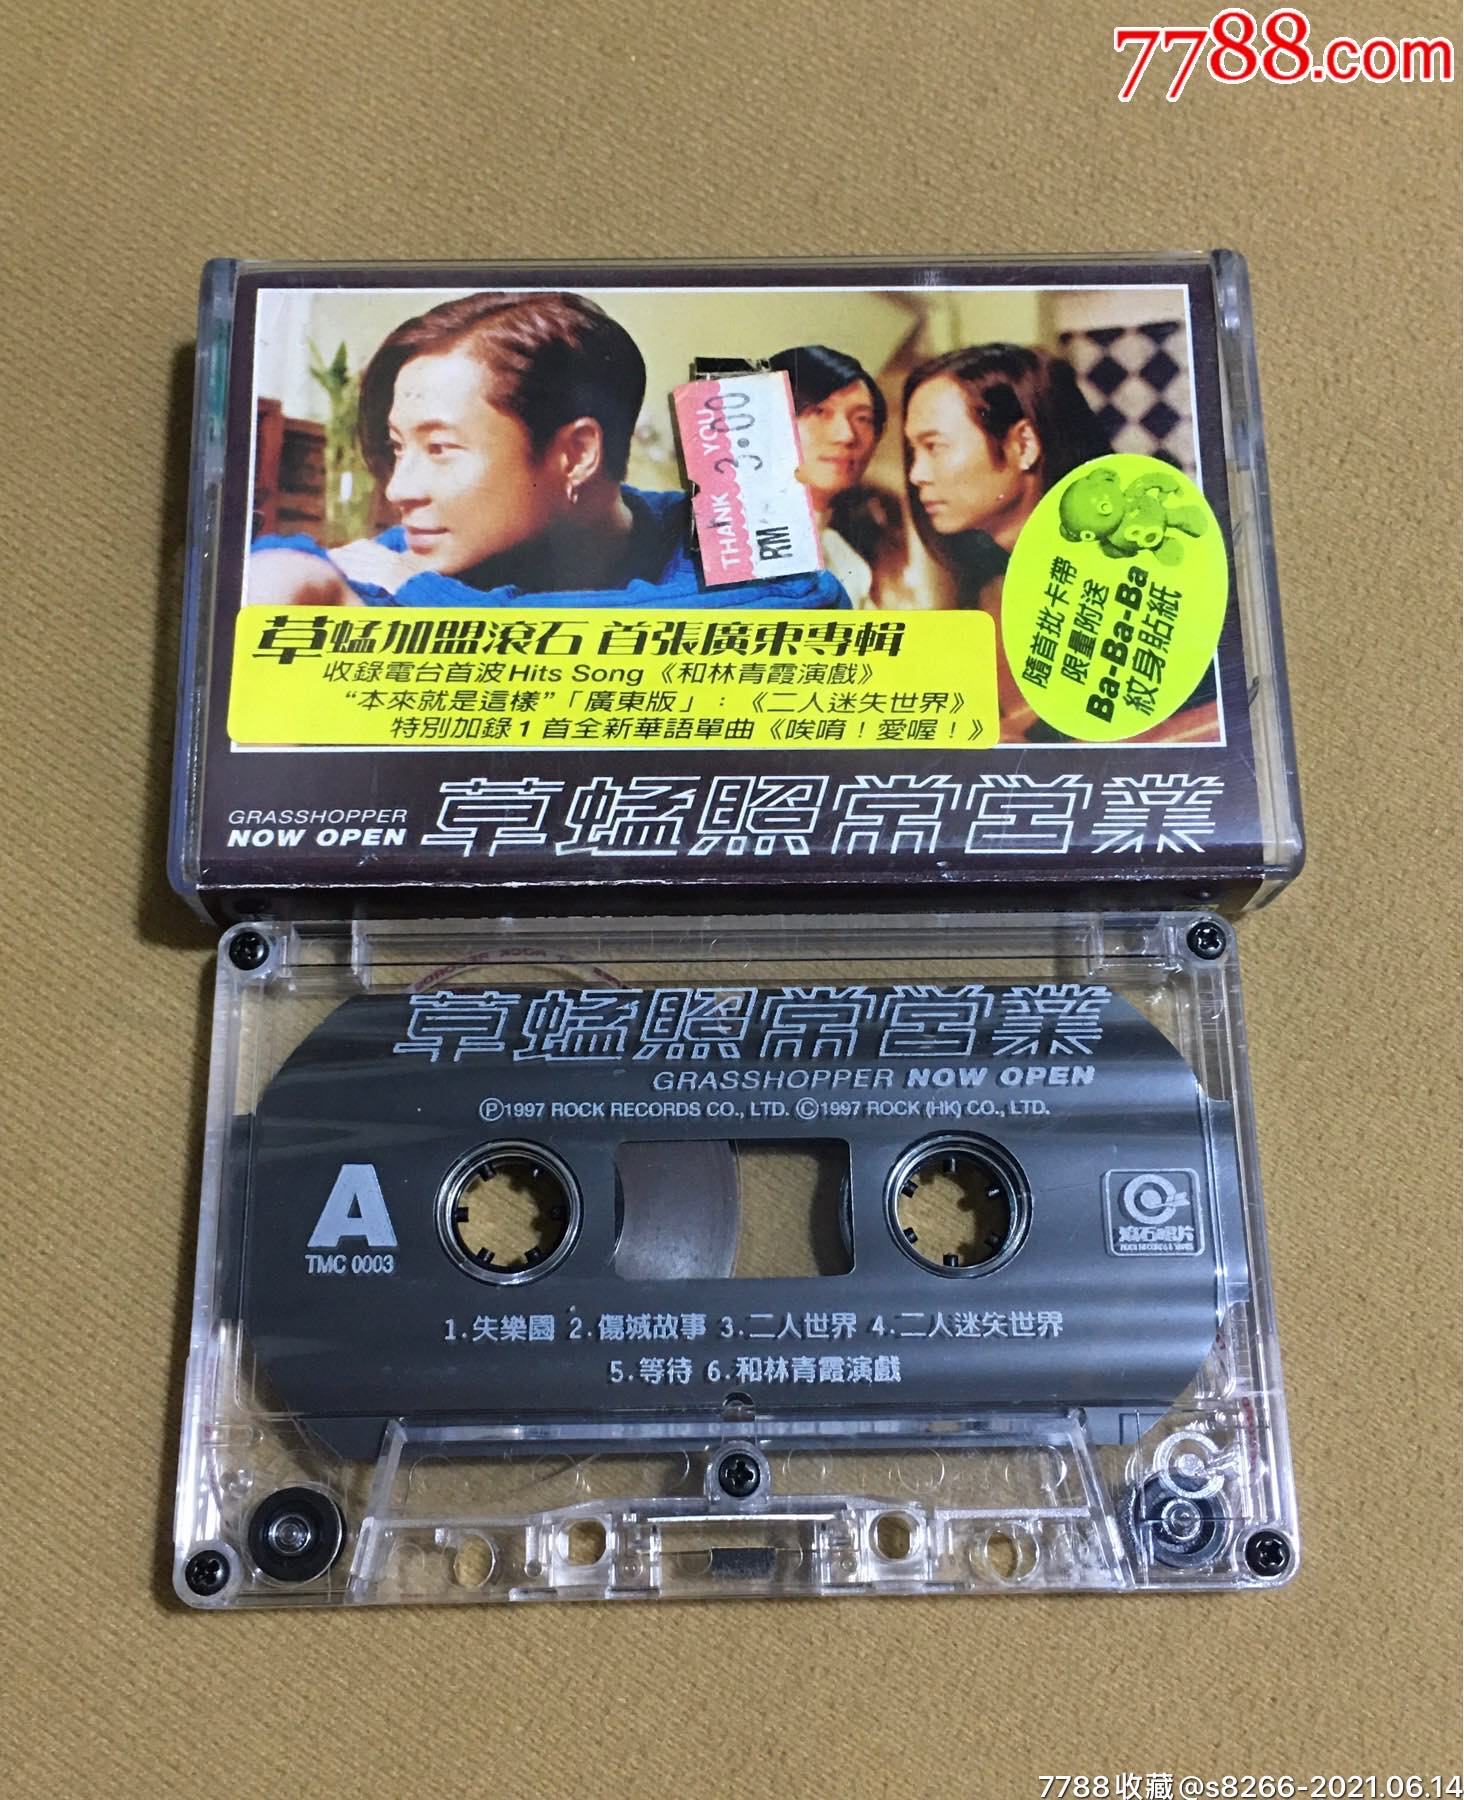 7788.com
THANK YOU
RM 3.00
隨首批卡帶
限量附送
Ba-Ba-Ba-Ba
紋身貼紙
草蜢加盟滾石 首張廣東專輯
收錄電台首波Hits Song《和林青霞演戲》
“本來就是這樣”「廣東版」:《二人迷失世界》
特別加錄1首全新華語單曲《唉唷!愛喔!》
GRASSHOPPER
NOW OPEN
草蜢照常營業
草蜢照常營業
GRASSHOPPER NOW OPEN
Ⓟ1997 ROCK RECORDS CO., LTD. Ⓒ1997 ROCK (HK) CO., LTD.
A
TMC 0003
滾石唱片
1.失樂園 2.傷城故事 3.二人世界 4.二人迷失世界
5.等待 6.和林青霞演戲
7788收藏@s8266-2021.06.14